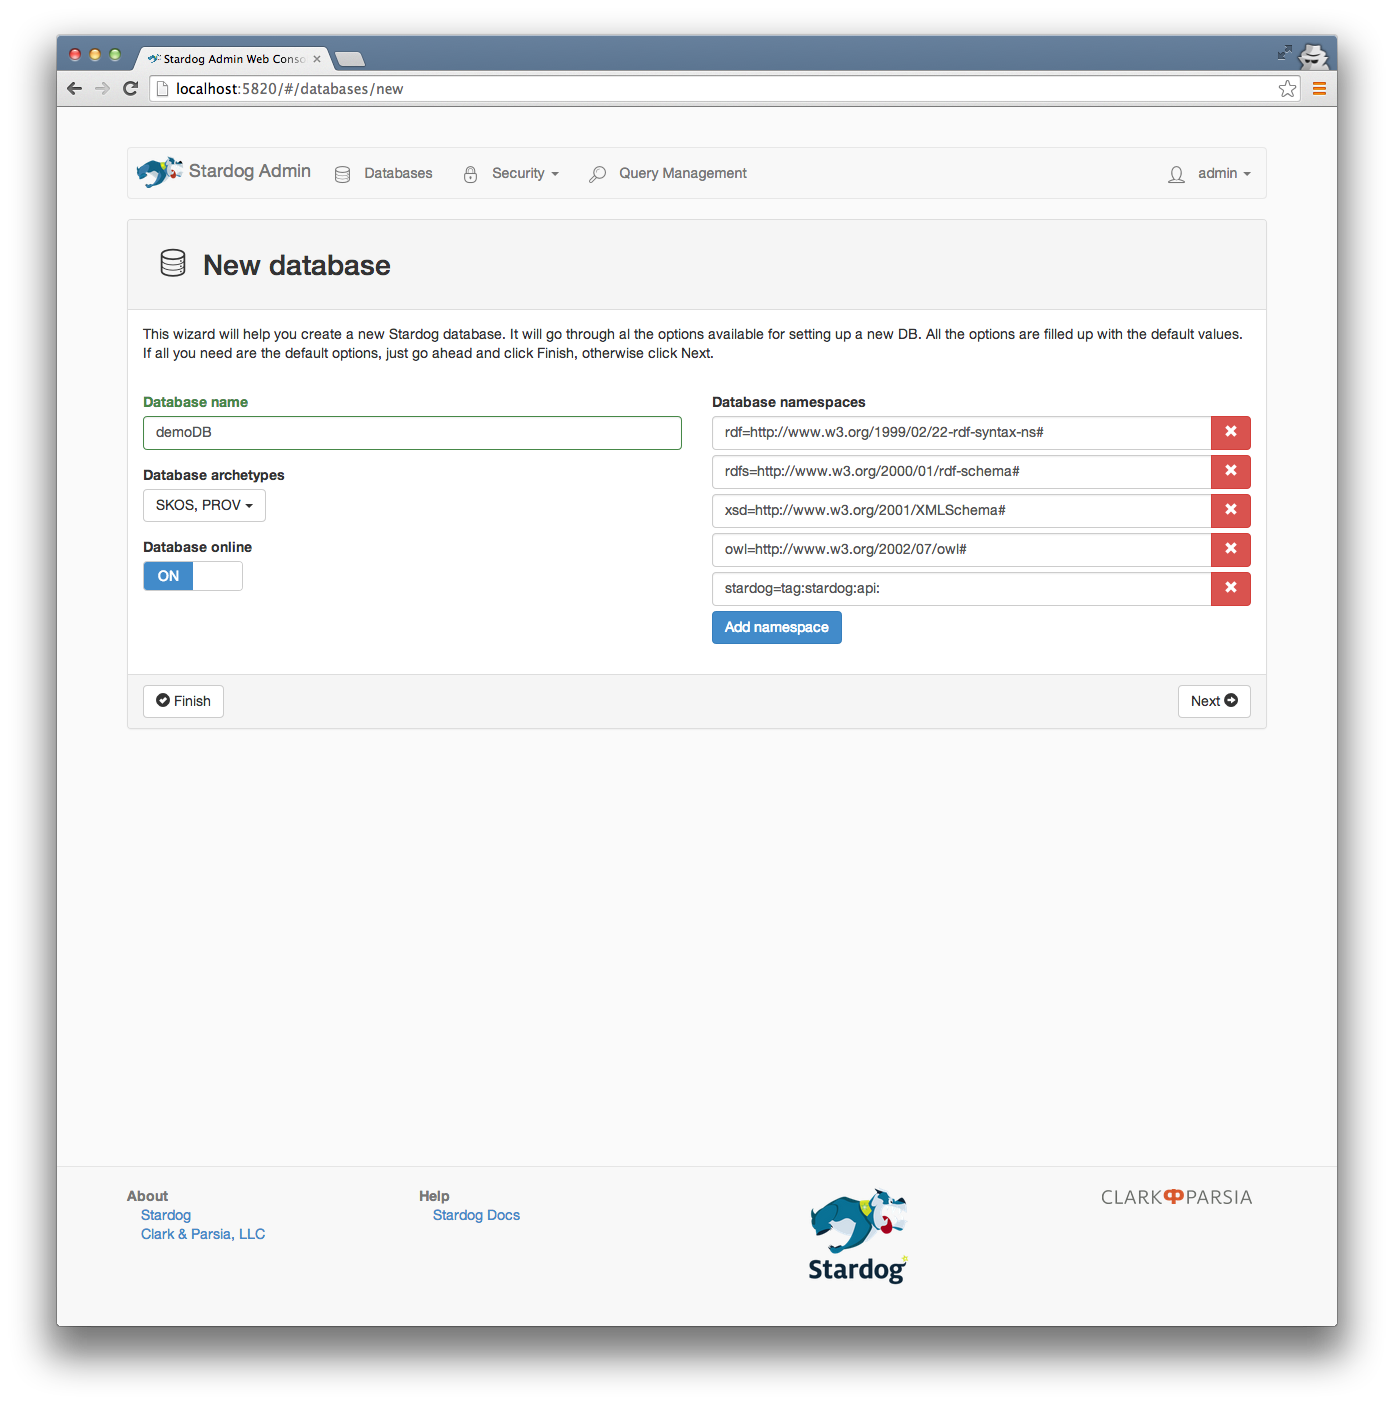 Stardog Admin Web Conso
localhost:5820/#/databases/new
Stardog Admin Databases Security Query Management admin
New database
This wizard will help you create a new Stardog database. It will go through al the options available for setting up a new DB. All the options are filled up with the default values.
If all you need are the default options, just go ahead and click Finish, otherwise click Next.
Database name
demoDB
Database archetypes
SKOS, PROV
Database online
ON
Database namespaces
rdf=http://www.w3.org/1999/02/22-rdf-syntax-ns#
rdfs=http://www.w3.org/2000/01/rdf-schema#
xsd=http://www.w3.org/2001/XMLSchema#
owl=http://www.w3.org/2002/07/owl#
stardog=tag:stardog:api:
Add namespace
Finish
Next
About
Stardog
Clark & Parsia, LLC
Help
Stardog Docs
Stardog
CLARK PARSIA